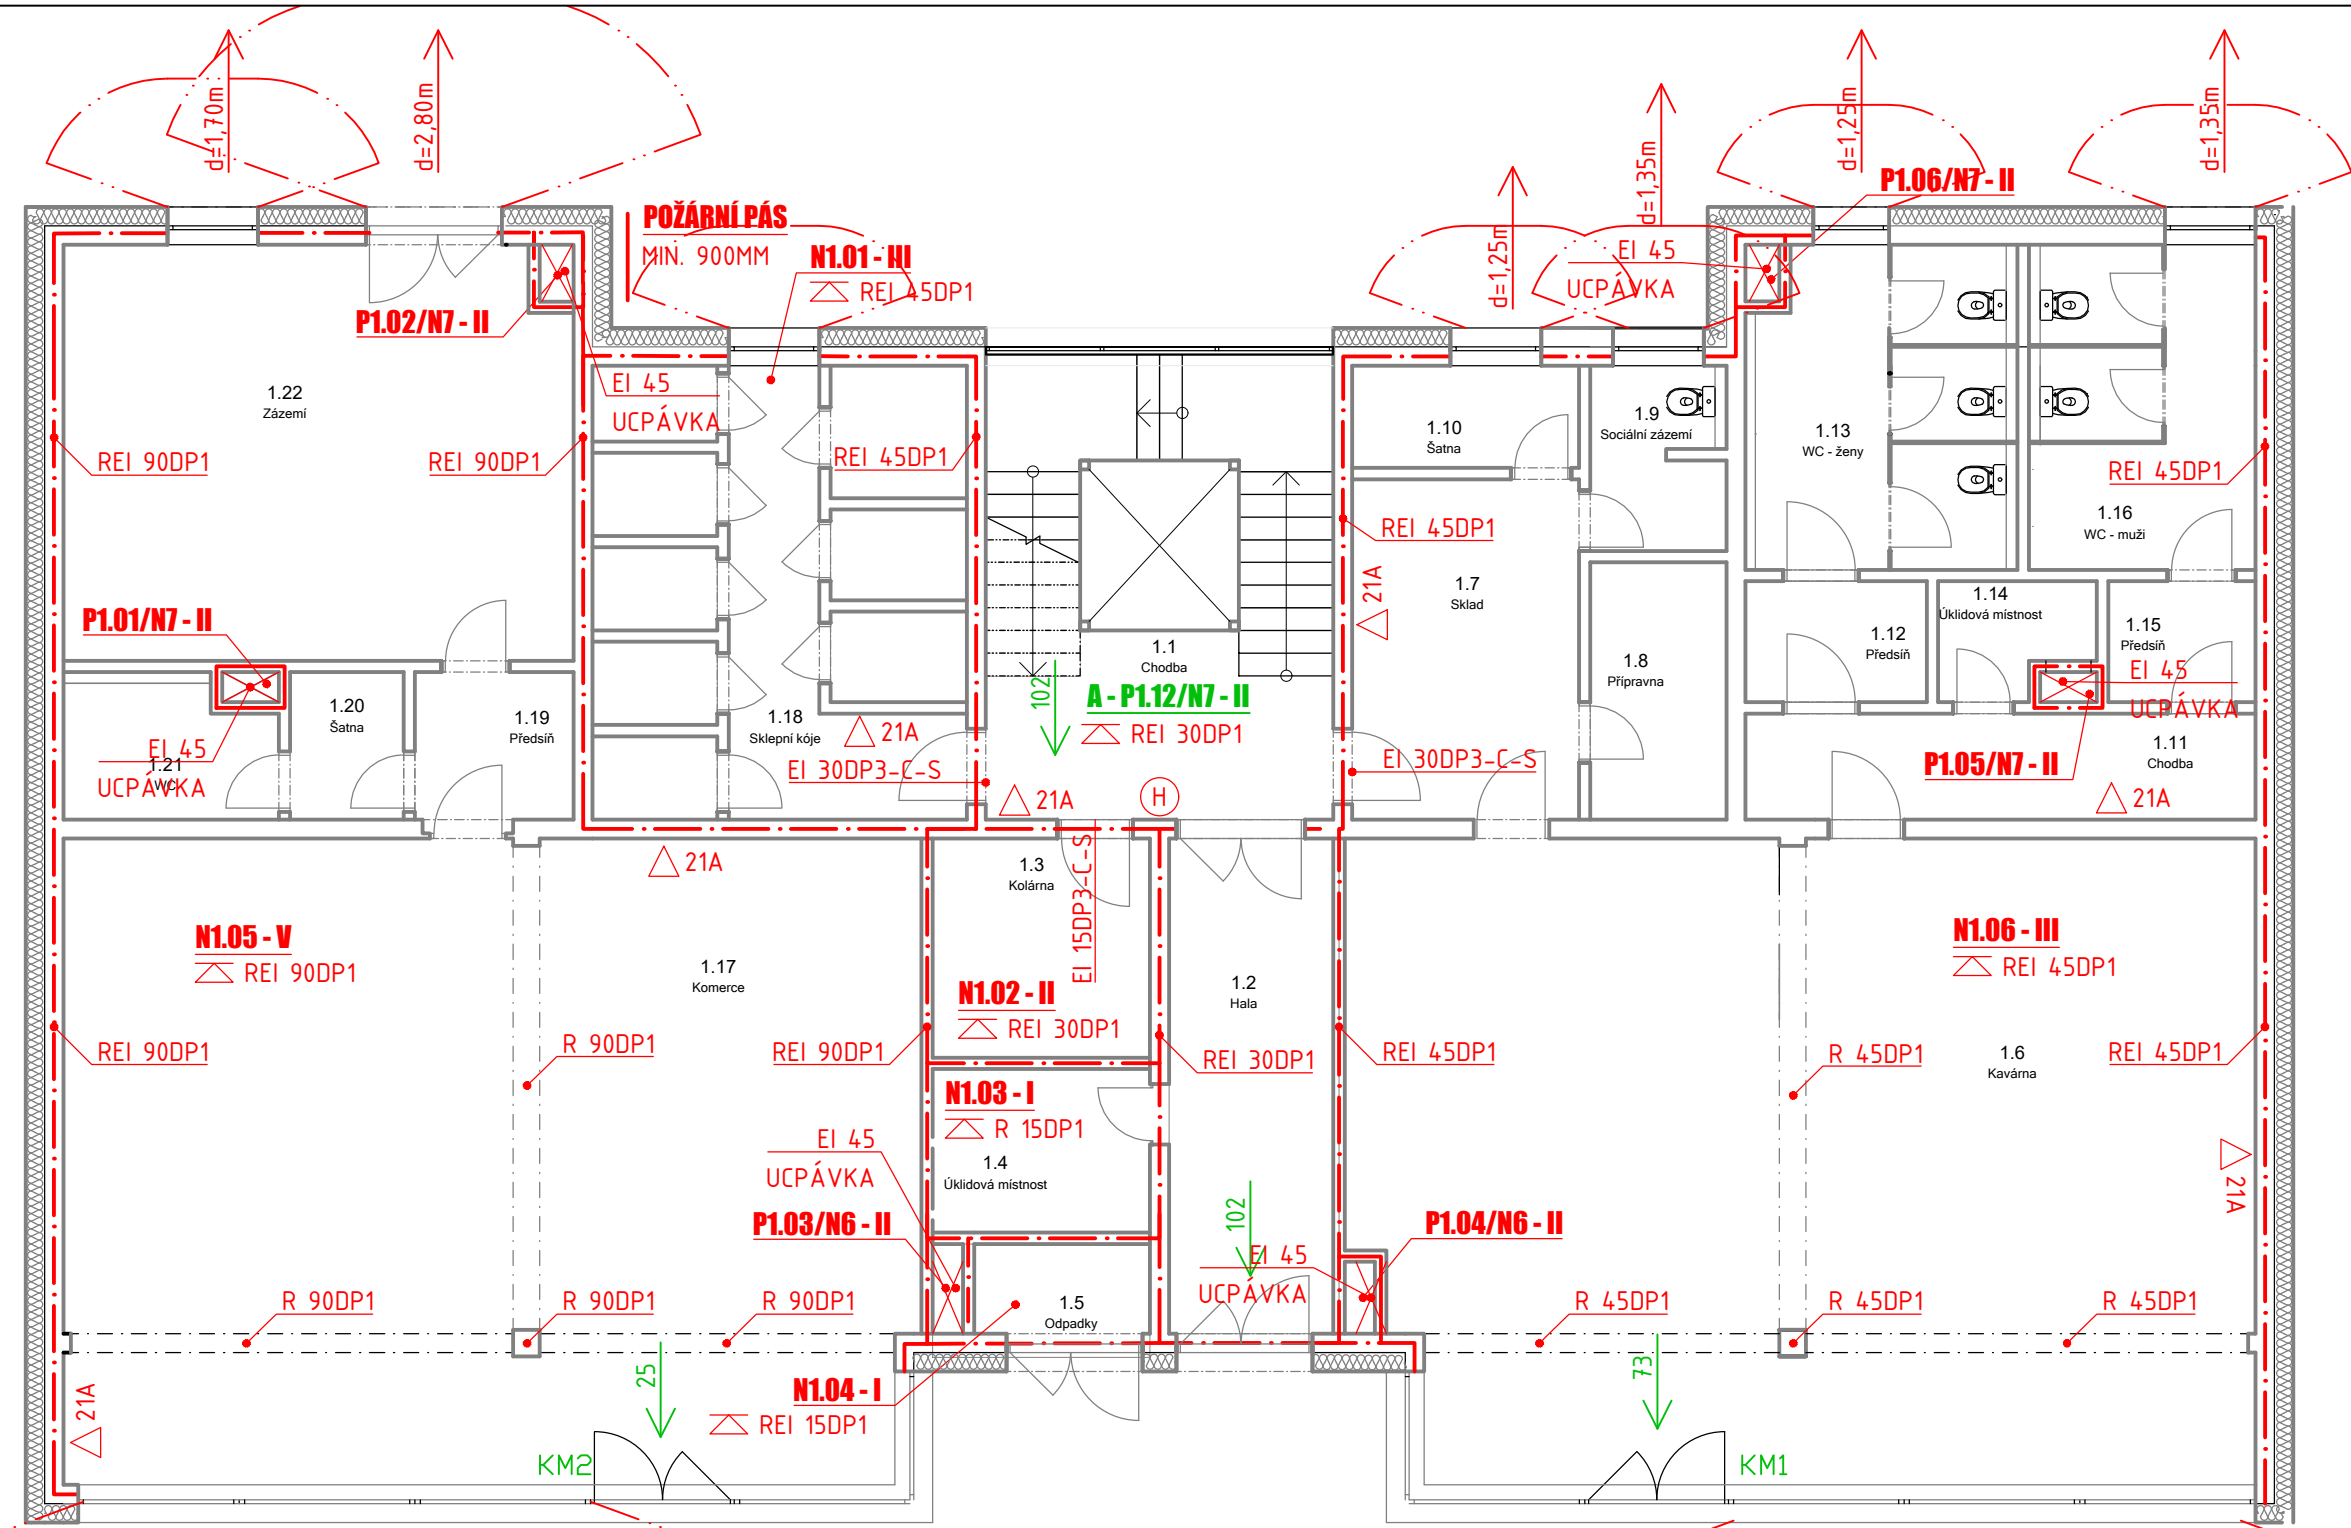 d=1,70m
d=2,80m
d=1,25m
d=1,35m
d=1,25m
d=1,35m
POŽÁRNÍ PÁS
MIN. 900MM
N1.01 - III
REI 45DP1
P1.06/N7 - II
EI 45
UCPÁVKA
P1.02/N7 - II
EI 45
UCPÁVKA
1.22
Zázemí
REI 90DP1
REI 90DP1
REI 45DP1
1.10
Šatna
1.9
Sociální zázemí
1.13
WC - ženy
REI 45DP1
1.16
WC - muži
REI 45DP1
21A
1.7
Sklad
P1.01/N7 - II
1.1
Chodba
102
A - P1.12/N7 - II
REI 30DP1
1.8
Přípravna
1.12
Předsíň
1.14
Úklidová místnost
1.15
Předsíň
EI 45
UCPÁVKA
1.20
Šatna
1.19
Předsíň
1.18
Sklepní kóje
21A
EI 45
UCPÁVKA
1.21
WC
EI 30DP3-C-S
EI 30DP3-C-S
P1.05/N7 - II
1.11
Chodba
21A
21A
H
21A
1.3
Kolárna
EI 15DP3-C-S
N1.05 - V
REI 90DP1
1.17
Komerce
N1.02 - II
REI 30DP1
1.2
Hala
N1.06 - III
REI 45DP1
REI 90DP1
R 90DP1
REI 90DP1
REI 30DP1
REI 45DP1
R 45DP1
1.6
Kavárna
REI 45DP1
N1.03 - I
R 15DP1
EI 45
UCPÁVKA
1.4
Úklidová místnost
21A
P1.03/N6 - II
102
P1.04/N6 - II
EI 45
UCPÁVKA
R 90DP1
R 90DP1
R 90DP1
1.5
Odpadky
R 45DP1
R 45DP1
R 45DP1
25
73
N1.04 - I
REI 15DP1
21A
KM2
KM1